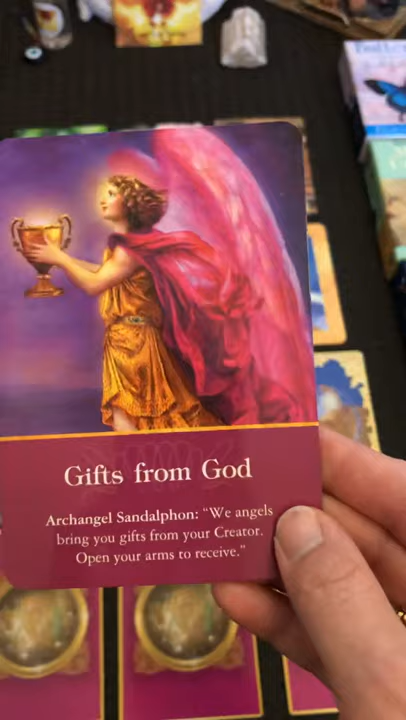 Gifts from God
Archangel Sandalphon: “We angels
bring you gifts from your Creator.
Open your arms to receive.”